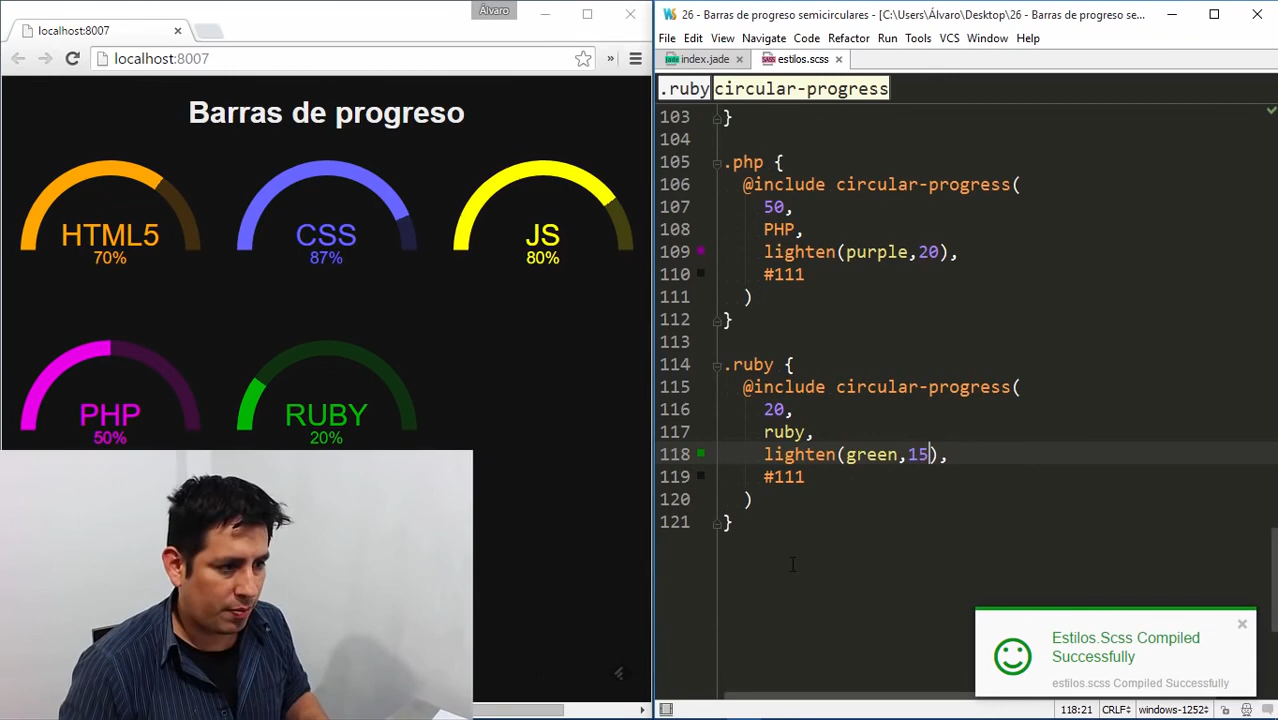 Álvaro
localhost:8007
localhost:8007
»
Barras de progreso
HTML5
70%
CSS
87%
JS
80%
PHP
50%
RUBY
20%
26 - Barras de progreso semicirculares - [C:\Users\Álvaro\Desktop\26 - Barras de progreso se...
File Edit View Navigate Code Refactor Run Tools VCS Window Help
index.jade
estilos.scss
.ruby circular-progress
103 }
104
105 .php {
106 @include circular-progress(
107 50,
108 PHP,
109 lighten(purple,20),
110 #111
111 )
112 }
113
114 .ruby {
115 @include circular-progress(
116 20,
117 ruby,
118 lighten(green,15),
119 #111
120 )
121 }
Estilos.Scss Compiled
Successfully
estilos.scss Compiled Successfully
118:21 CRLF÷ windows-1252÷